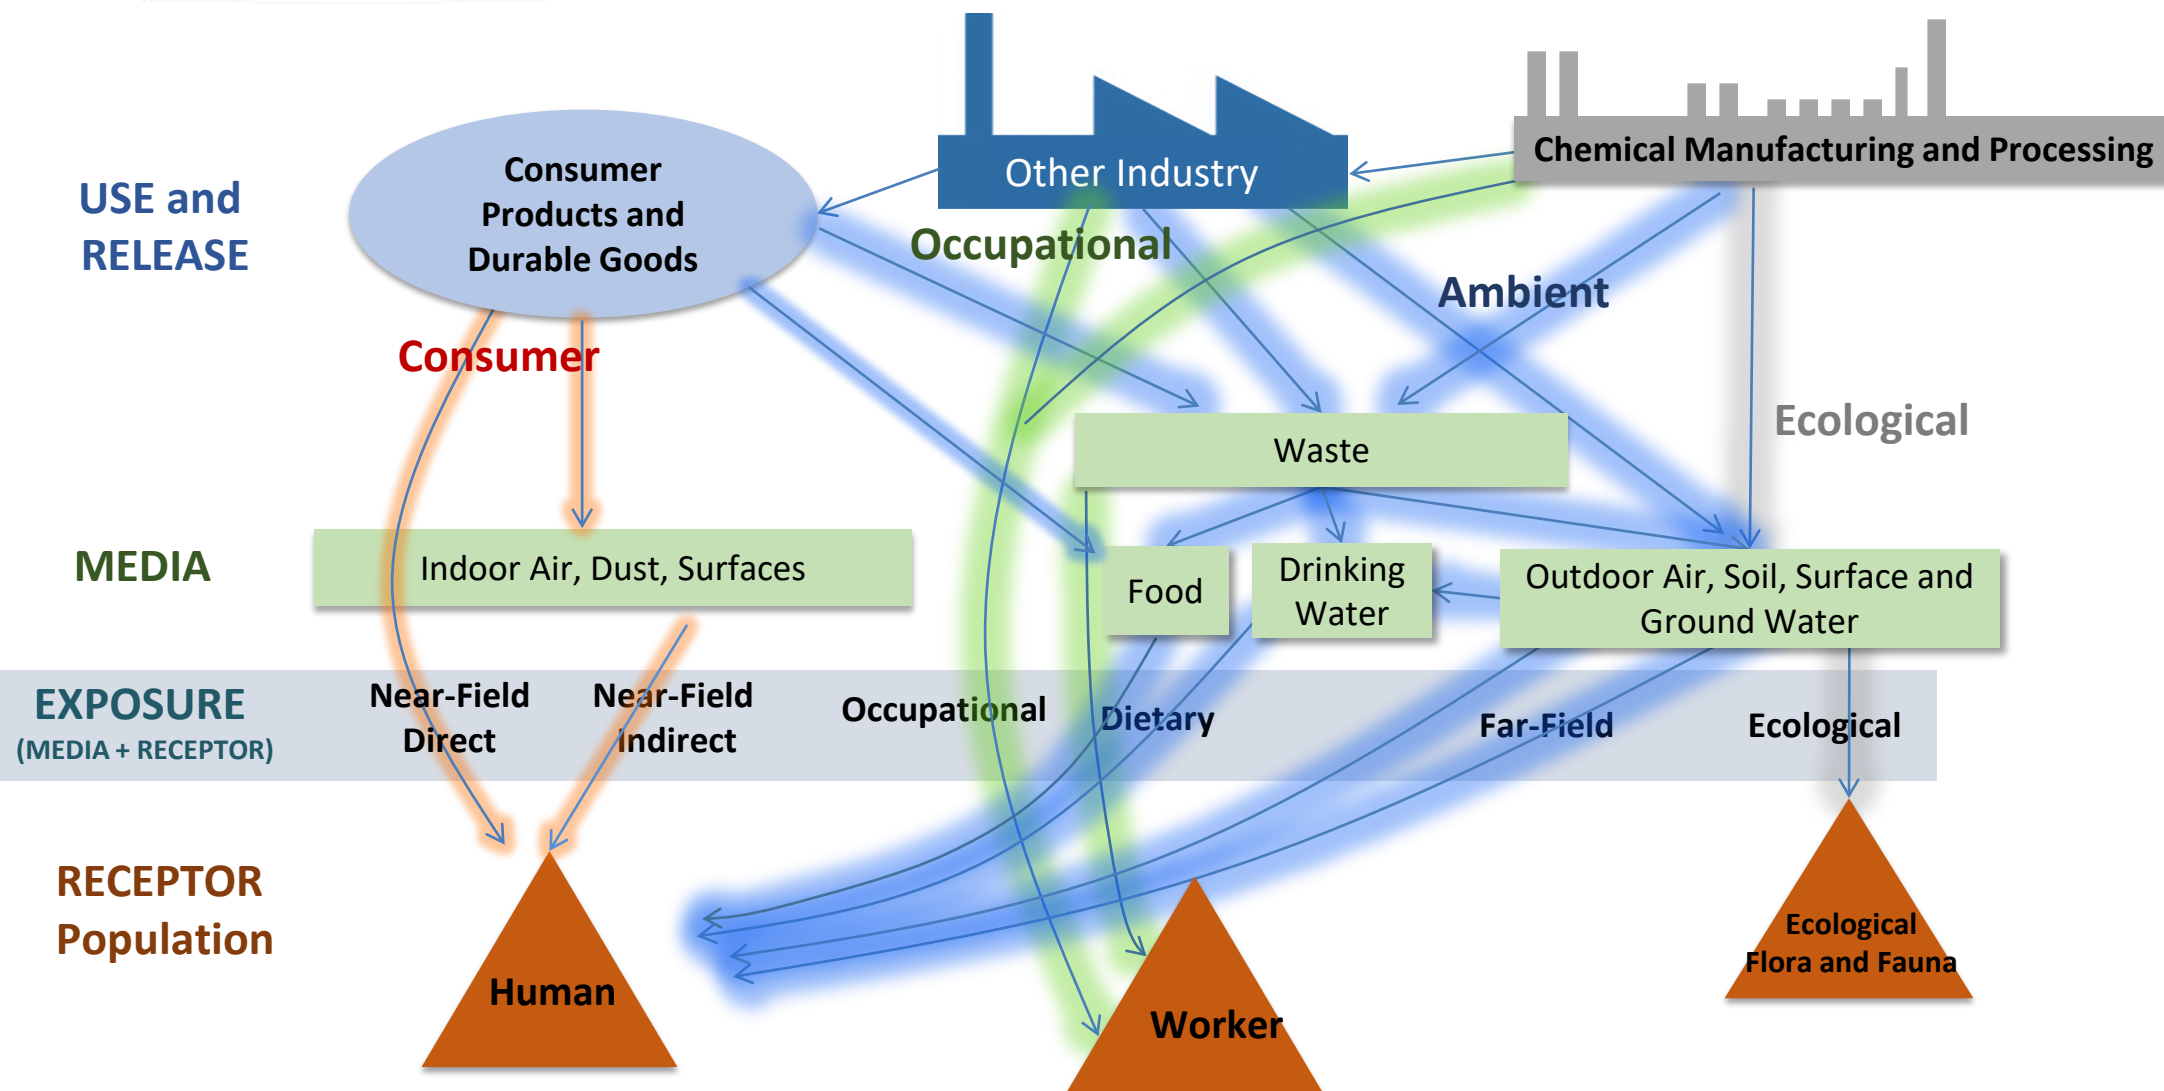 Chemical Manufacturing and Processing
Other Industry
Consumer
Products and
Durable Goods
USE and
RELEASE
Occupational
Ambient
Consumer
Ecological
Waste
MEDIA
Indoor Air, Dust, Surfaces
Food
Drinking
Water
Outdoor Air, Soil, Surface and
Ground Water
EXPOSURE
(MEDIA + RECEPTOR)
Near-Field
Direct
Near-Field
Indirect
Occupational
Dietary
Far-Field
Ecological
RECEPTOR
Population
Human
Worker
Ecological
Flora and Fauna